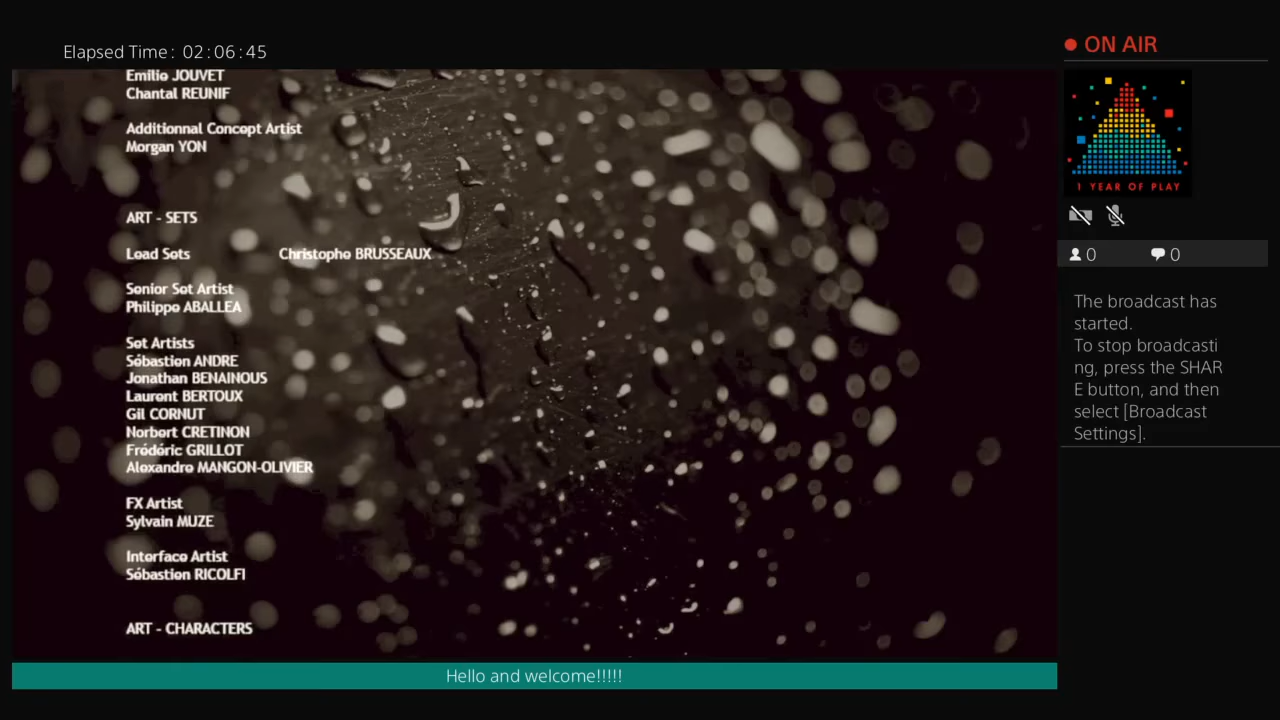 Elapsed Time: 02:06:45
ON AIR
Emilie JOUVET
Chantal REUNIF
Additionnal Concept Artist
Morgan YON
ART - SETS
Lead Sets Christophe BRUSSEAUX
Senior Set Artist
Philippe ABALLEA
Set Artists
Sébastien ANDRE
Jonathan BENAINOUS
Laurent BERTOUX
Gil CORNUT
Norbert CRETINON
Frédéric GRILLOT
Alexandre MANGON-OLIVIER
FX Artist
Sylvain MUZE
Interface Artist
Sébastien RICOLFI
ART - CHARACTERS
Hello and welcome!!!!!
1 YEAR OF PLAY
0 0
The broadcast has
started.
To stop broadcasti
ng, press the SHAR
E button, and then
select [Broadcast
Settings].